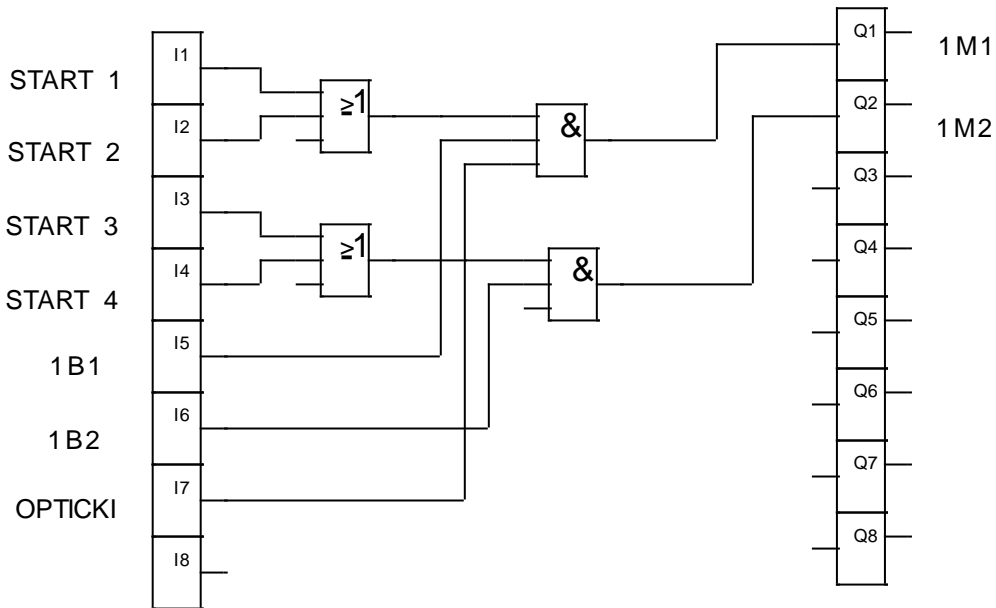 START 1
START 2
START 3
START 4
1B1
1B2
OPTICKI
I1
I2
I3
I4
I5
I6
I7
I8
≥1
≥1
&
&
Q1
Q2
Q3
Q4
Q5
Q6
Q7
Q8
1M1
1M2